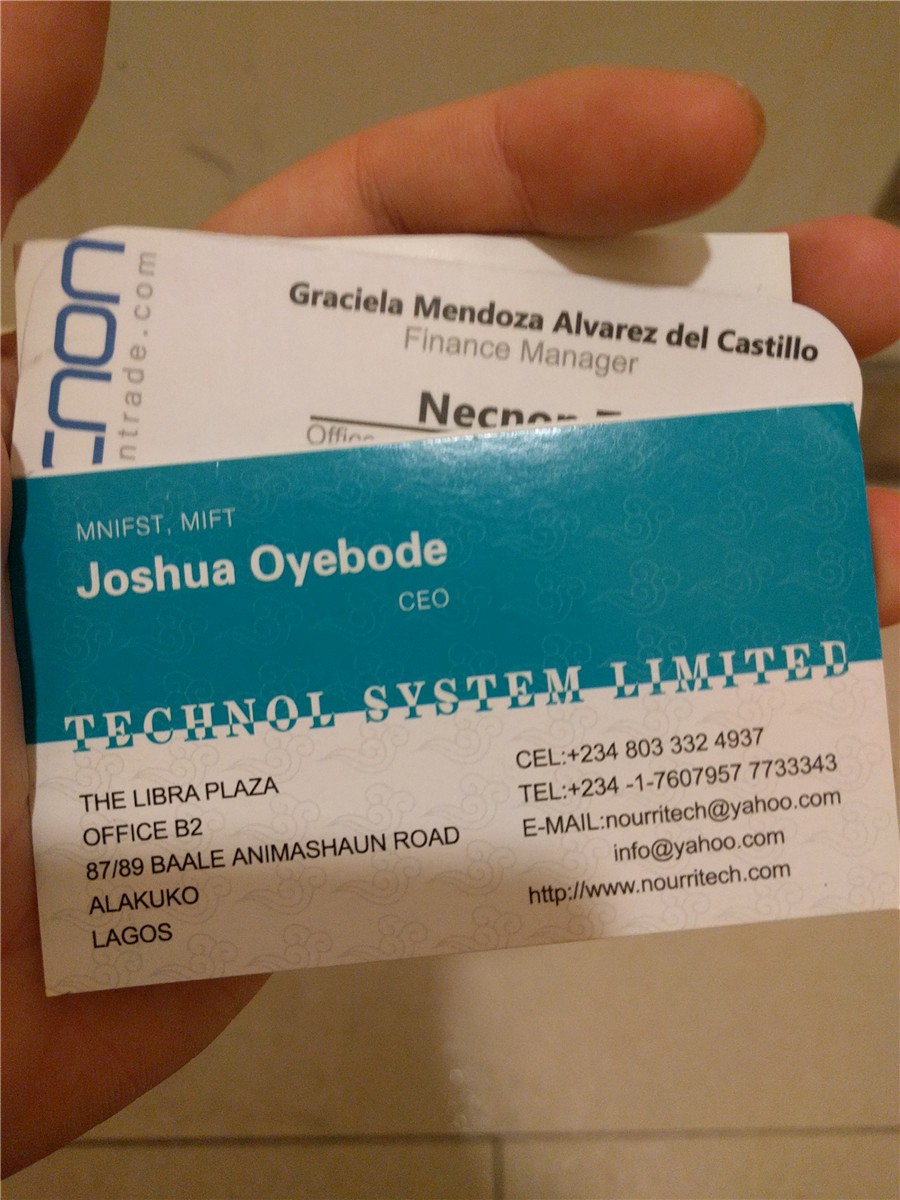 ntrade.com
Graciela Mendoza Alvarez del Castillo
Finance Manager
MNIFST, MIFT
Joshua Oyebode
CEO
TECHNOL SYSTEM LIMITED
THE LIBRA PLAZA
OFFICE B2
87/89 BAALE ANIMASHAUN ROAD
ALAKUKO
LAGOS
CEL:+234 803 332 4937
TEL:+234 -1-7607957 7733343
E-MAIL:nourritech@yahoo.com
info@yahoo.com
http://www.nourritech.com